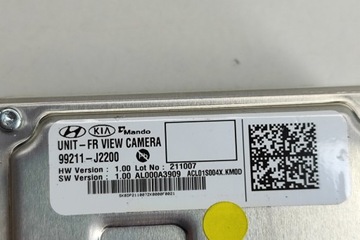 HYUNDAI KIA Mando
UNIT-FR VIEW CAMERA
99211-J2200
HW Version : 1.00 Lot No : 211007
SW Version : 1.00 AL000A3909 ACL01S004X.KM0D